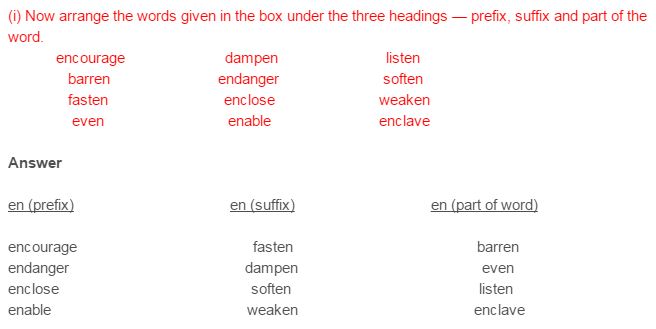 (i) Now arrange the words given in the box under the three headings — prefix, suffix and part of the
word.
encourage dampen listen
barren endanger soften
fasten enclose weaken
even enable enclave
Answer
en (prefix) en (suffix) en (part of word)
encourage fasten barren
endanger dampen even
enclose soften listen
enable weaken enclave